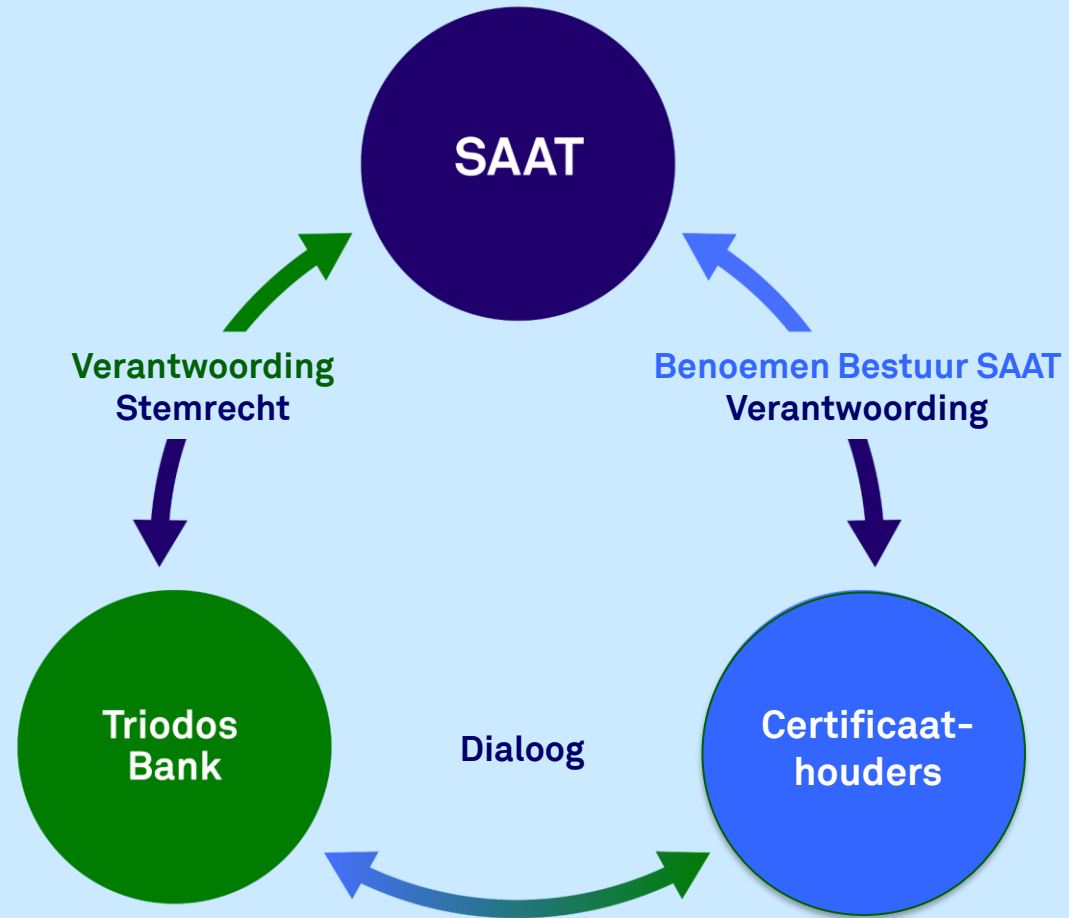 SAAT
Verantwoording
Stemrecht
Benoemen Bestuur SAAT
Verantwoording
Triodos
Bank
Dialoog
Certificaat-
houders